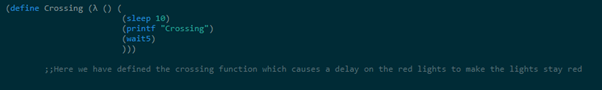 (define Crossing (λ () (
(sleep 10)
(printf "Crossing")
(wait5)
)))
;;Here we have defined the crossing function which causes a delay on the red lights to make the lights stay red